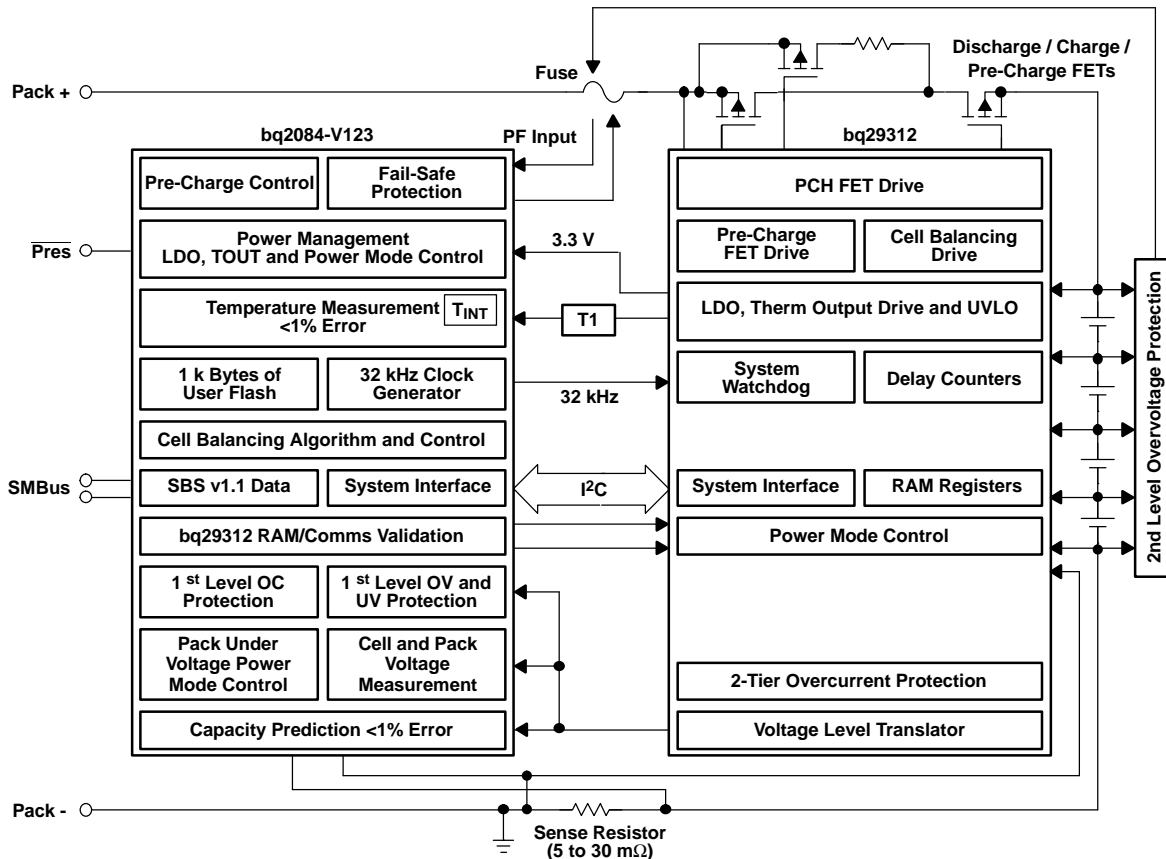 Discharge / Charge /
Pre-Charge FETs
Fuse
Pack +
bq2084-V123
PF Input
bq29312
Pre-Charge Control
Fail-Safe
Protection
PCH FET Drive
Pres
Power Management
LDO, TOUT and Power Mode Control
3.3 V
Pre-Charge
FET Drive
Cell Balancing
Drive
Temperature Measurement
<1% Error
TINT
T1
LDO, Therm Output Drive and UVLO
1 k Bytes of
User Flash
32 kHz Clock
Generator
32 kHz
System
Watchdog
Delay Counters
2nd Level Overvoltage Protection
Cell Balancing Algorithm and Control
SMBus
SBS v1.1 Data
System Interface
I2C
System Interface
RAM Registers
bq29312 RAM/Comms Validation
Power Mode Control
1 st Level OC
Protection
1 st Level OV and
UV Protection
Pack Under
Voltage Power
Mode Control
Cell and Pack
Voltage
Measurement
2-Tier Overcurrent Protection
Capacity Prediction <1% Error
Voltage Level Translator
Pack -
Sense Resistor
(5 to 30 mΩ)